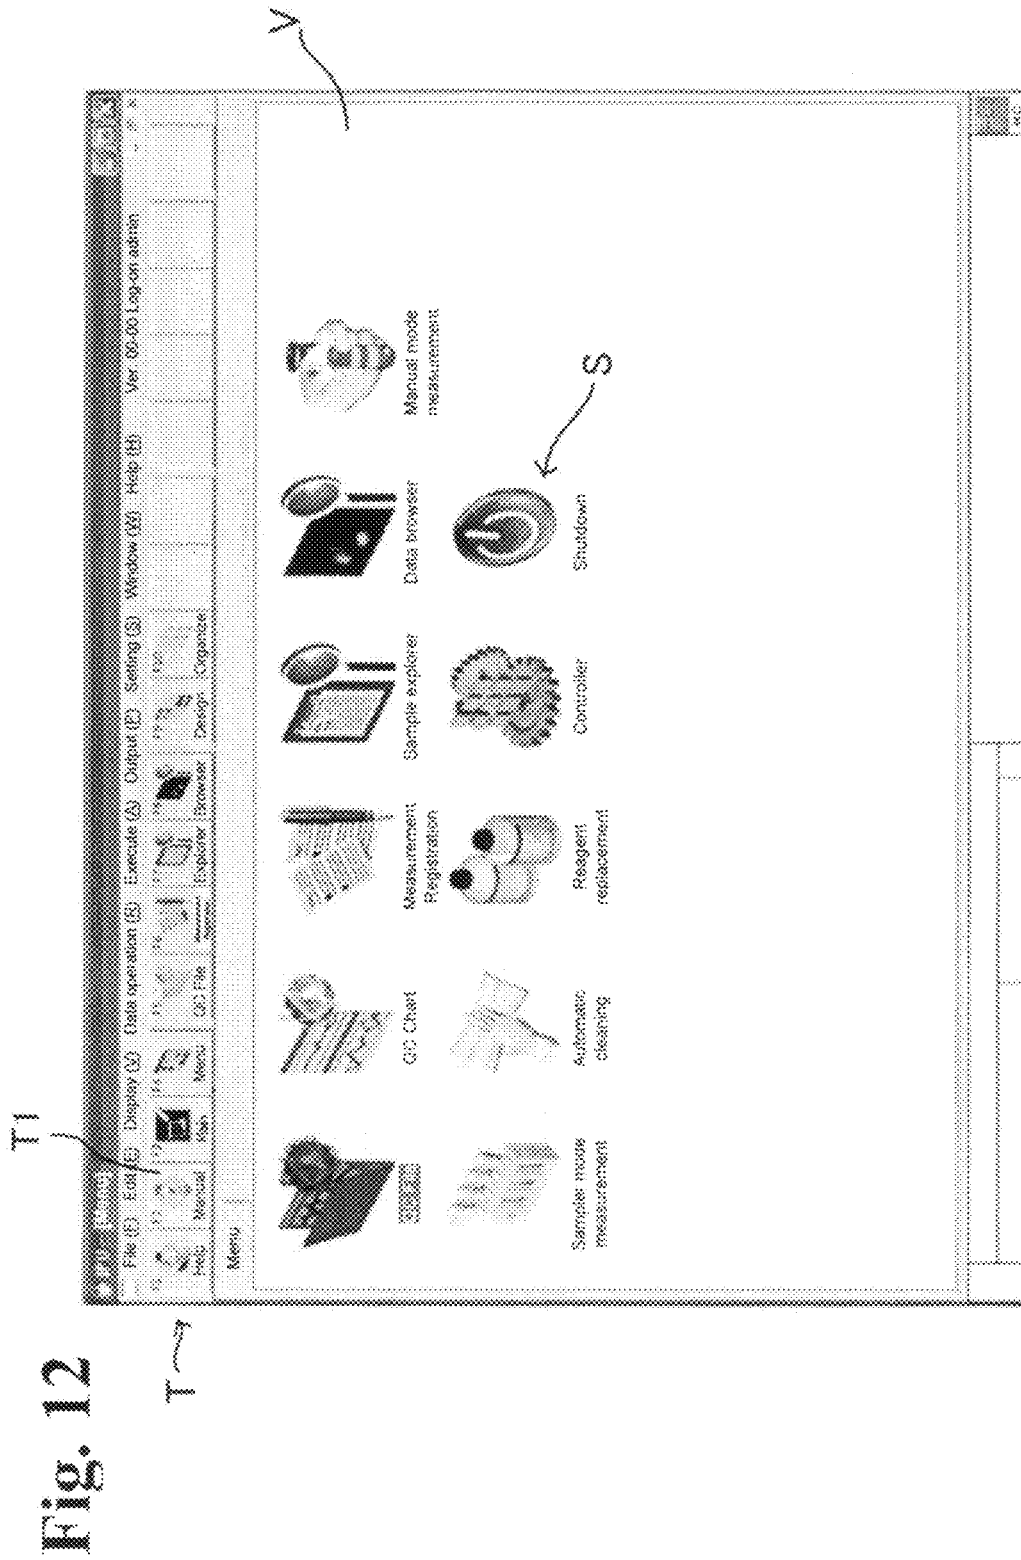 Fig. 12
T1
V
T
File (F) Edit (E) Display (V) Data operation (R) Execute (A) Output (P) Setting (S) Window (W) Help (H) Ver. 00-00 Log-on admin
Help Manual Menu QC File Explorer Browser Design Organize
Menu
QC Chart
Measurement
Registration
Sample explorer
Data browser
Manual mode
measurement
Sampler mode
measurement
Automatic
cleaning
Reagent
replacement
Controller
Shutdown
S